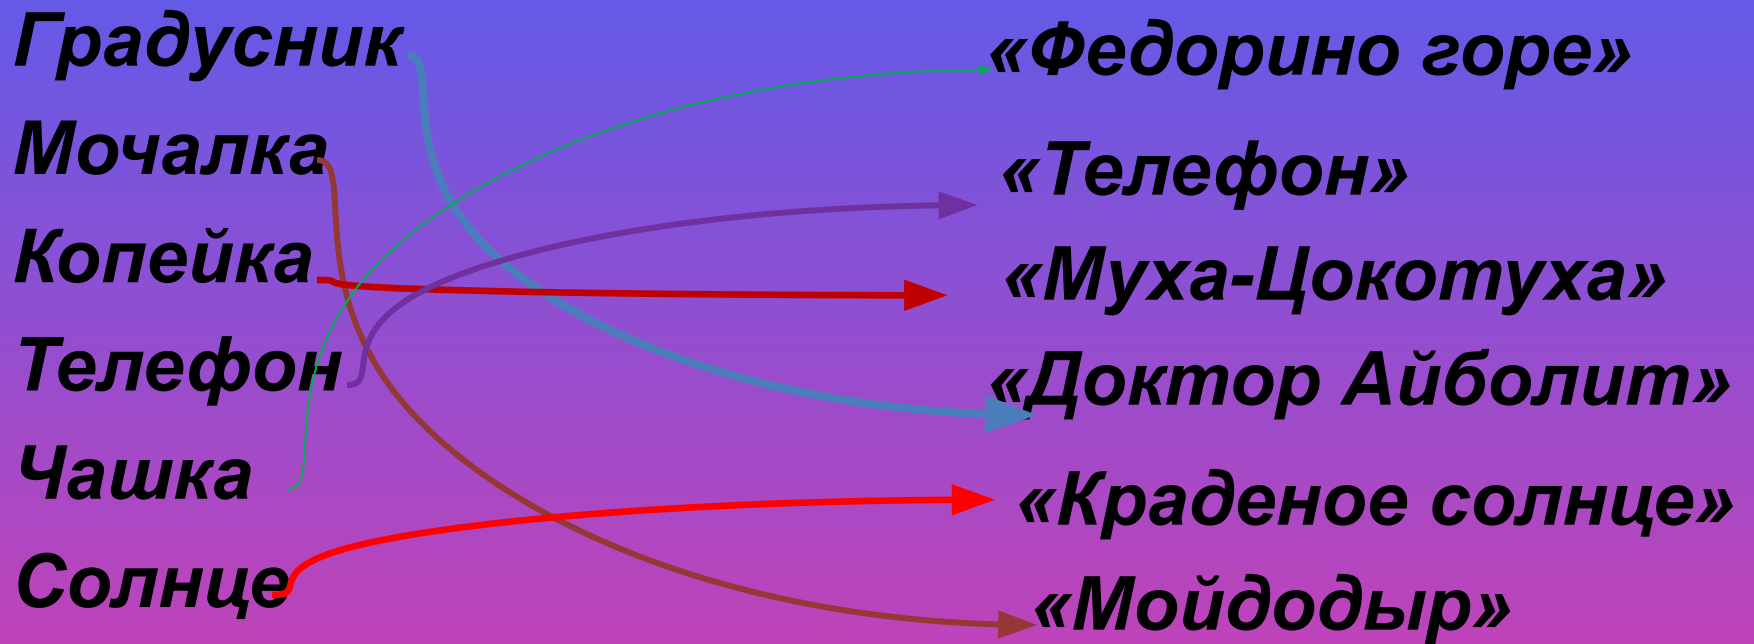 Градусник
Мочалка
Копейка
Телефон
Чашка
Солнце
«Федорино горе»
«Телефон»
«Муха-Цокотуха»
«Доктор Айболит»
«Краденое солнце»
«Мойдодыр»